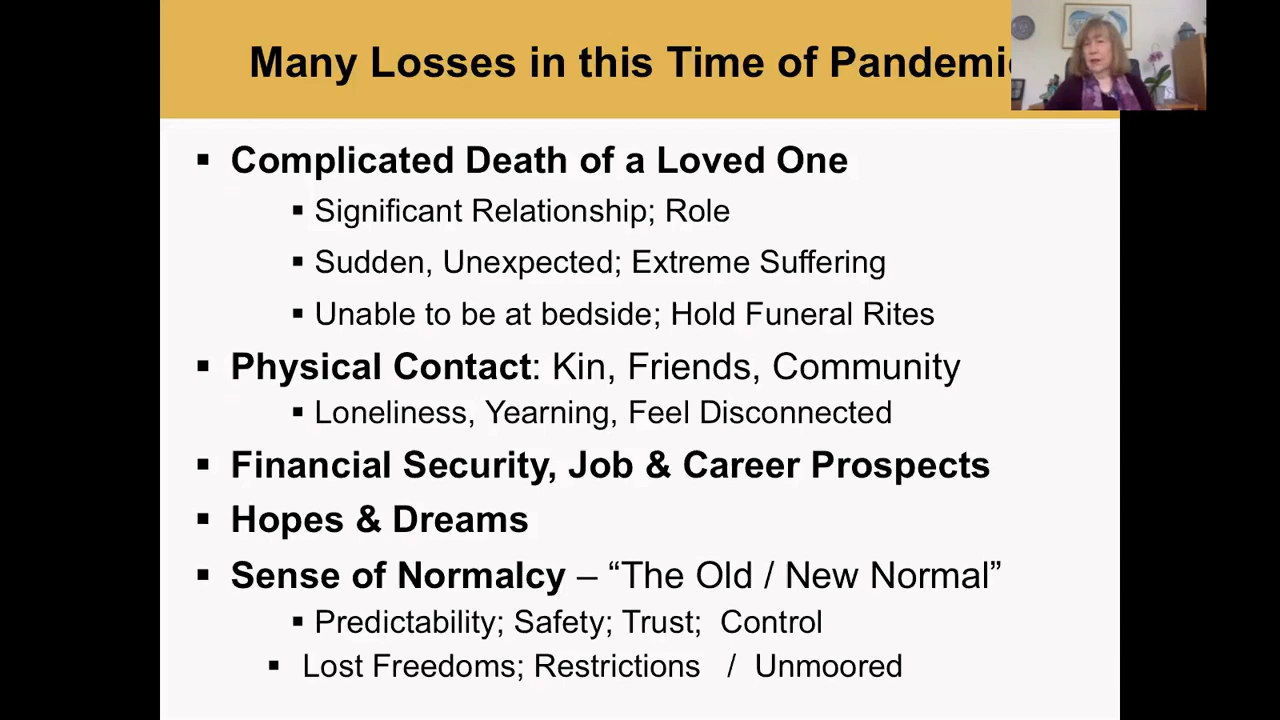 Many Losses in this Time of Pandemi
▪ Complicated Death of a Loved One
▪ Significant Relationship; Role
▪ Sudden, Unexpected; Extreme Suffering
▪ Unable to be at bedside; Hold Funeral Rites
▪ Physical Contact: Kin, Friends, Community
▪ Loneliness, Yearning, Feel Disconnected
▪ Financial Security, Job & Career Prospects
▪ Hopes & Dreams
▪ Sense of Normalcy – “The Old / New Normal”
▪ Predictability; Safety; Trust; Control
▪ Lost Freedoms; Restrictions / Unmoored